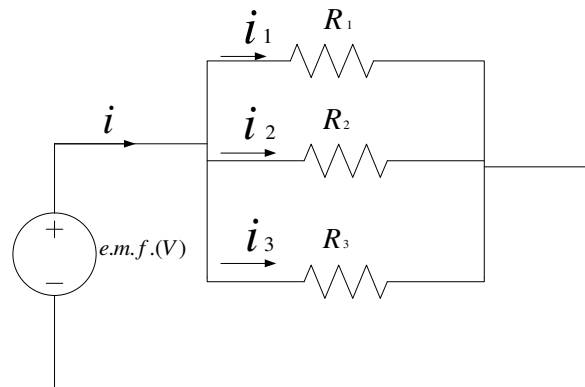 i₁ R₁
i
i₂ R₂
i₃ R₃
+
e.m.f.(V)
−